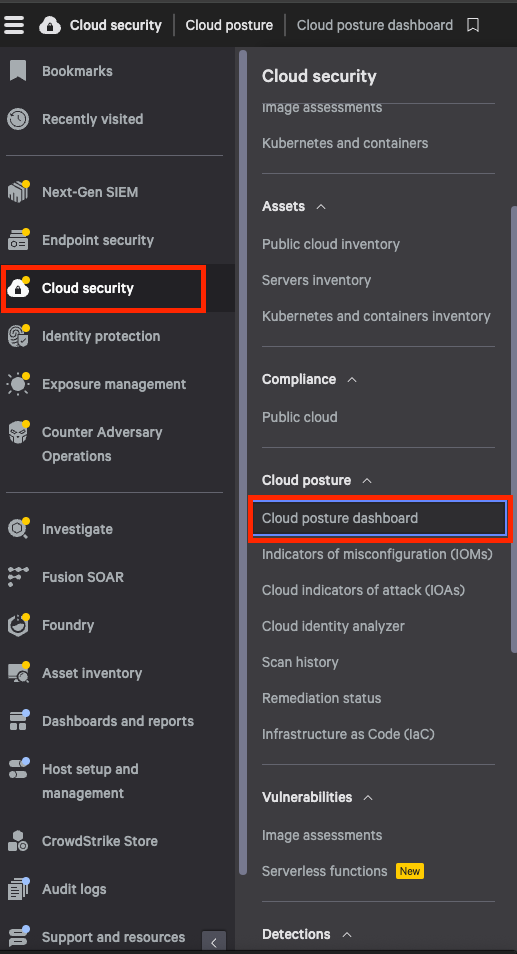 Cloud security | Cloud posture | Cloud posture dashboard
Bookmarks
Recently visited
Next-Gen SIEM
Endpoint security
Cloud security
Identity protection
Exposure management
Counter Adversary
Operations
Investigate
Fusion SOAR
Foundry
Asset inventory
Dashboards and reports
Host setup and
management
CrowdStrike Store
Audit logs
Support and resources
Cloud security
Image assessments
Kubernetes and containers
Assets
Public cloud inventory
Servers inventory
Kubernetes and containers inventory
Compliance
Public cloud
Cloud posture
Cloud posture dashboard
Indicators of misconfiguration (IOMs)
Cloud indicators of attack (IOAs)
Cloud identity analyzer
Scan history
Remediation status
Infrastructure as Code (IaC)
Vulnerabilities
Image assessments
Serverless functions New
Detections